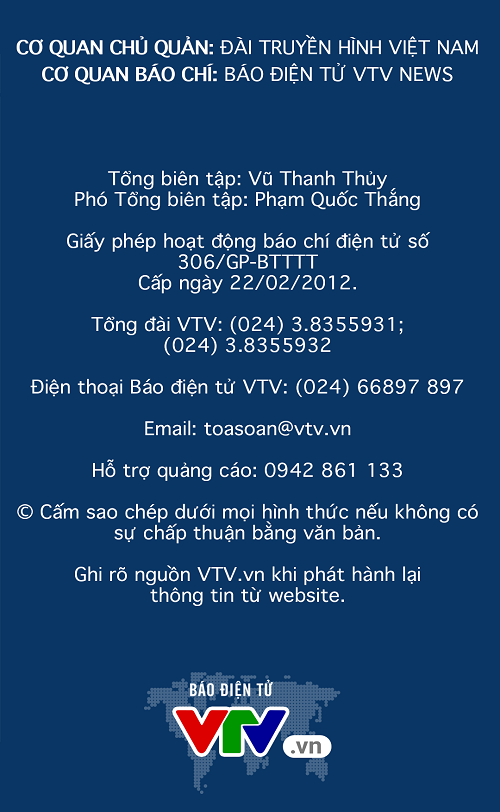 CƠ QUAN CHỦ QUẢN: ĐÀI TRUYỀN HÌNH VIỆT NAM
CƠ QUAN BÁO CHÍ: BÁO ĐIỆN TỬ VTV NEWS
Tổng biên tập: Vũ Thanh Thủy
Phó Tổng biên tập: Phạm Quốc Thắng
Giấy phép hoạt động báo chí điện tử số
306/GP-BTTTT
Cấp ngày 22/02/2012.
Tổng đài VTV: (024) 3.8355931;
(024) 3.8355932
Điện thoại Báo điện tử VTV: (024) 66897 897
Email: toasoan@vtv.vn
Hỗ trợ quảng cáo: 0942 861 133
© Cấm sao chép dưới mọi hình thức nếu không có
sự chấp thuận bằng văn bản.
Ghi rõ nguồn VTV.vn khi phát hành lại
thông tin từ website.
BÁO ĐIỆN TỬ
VTV.vn